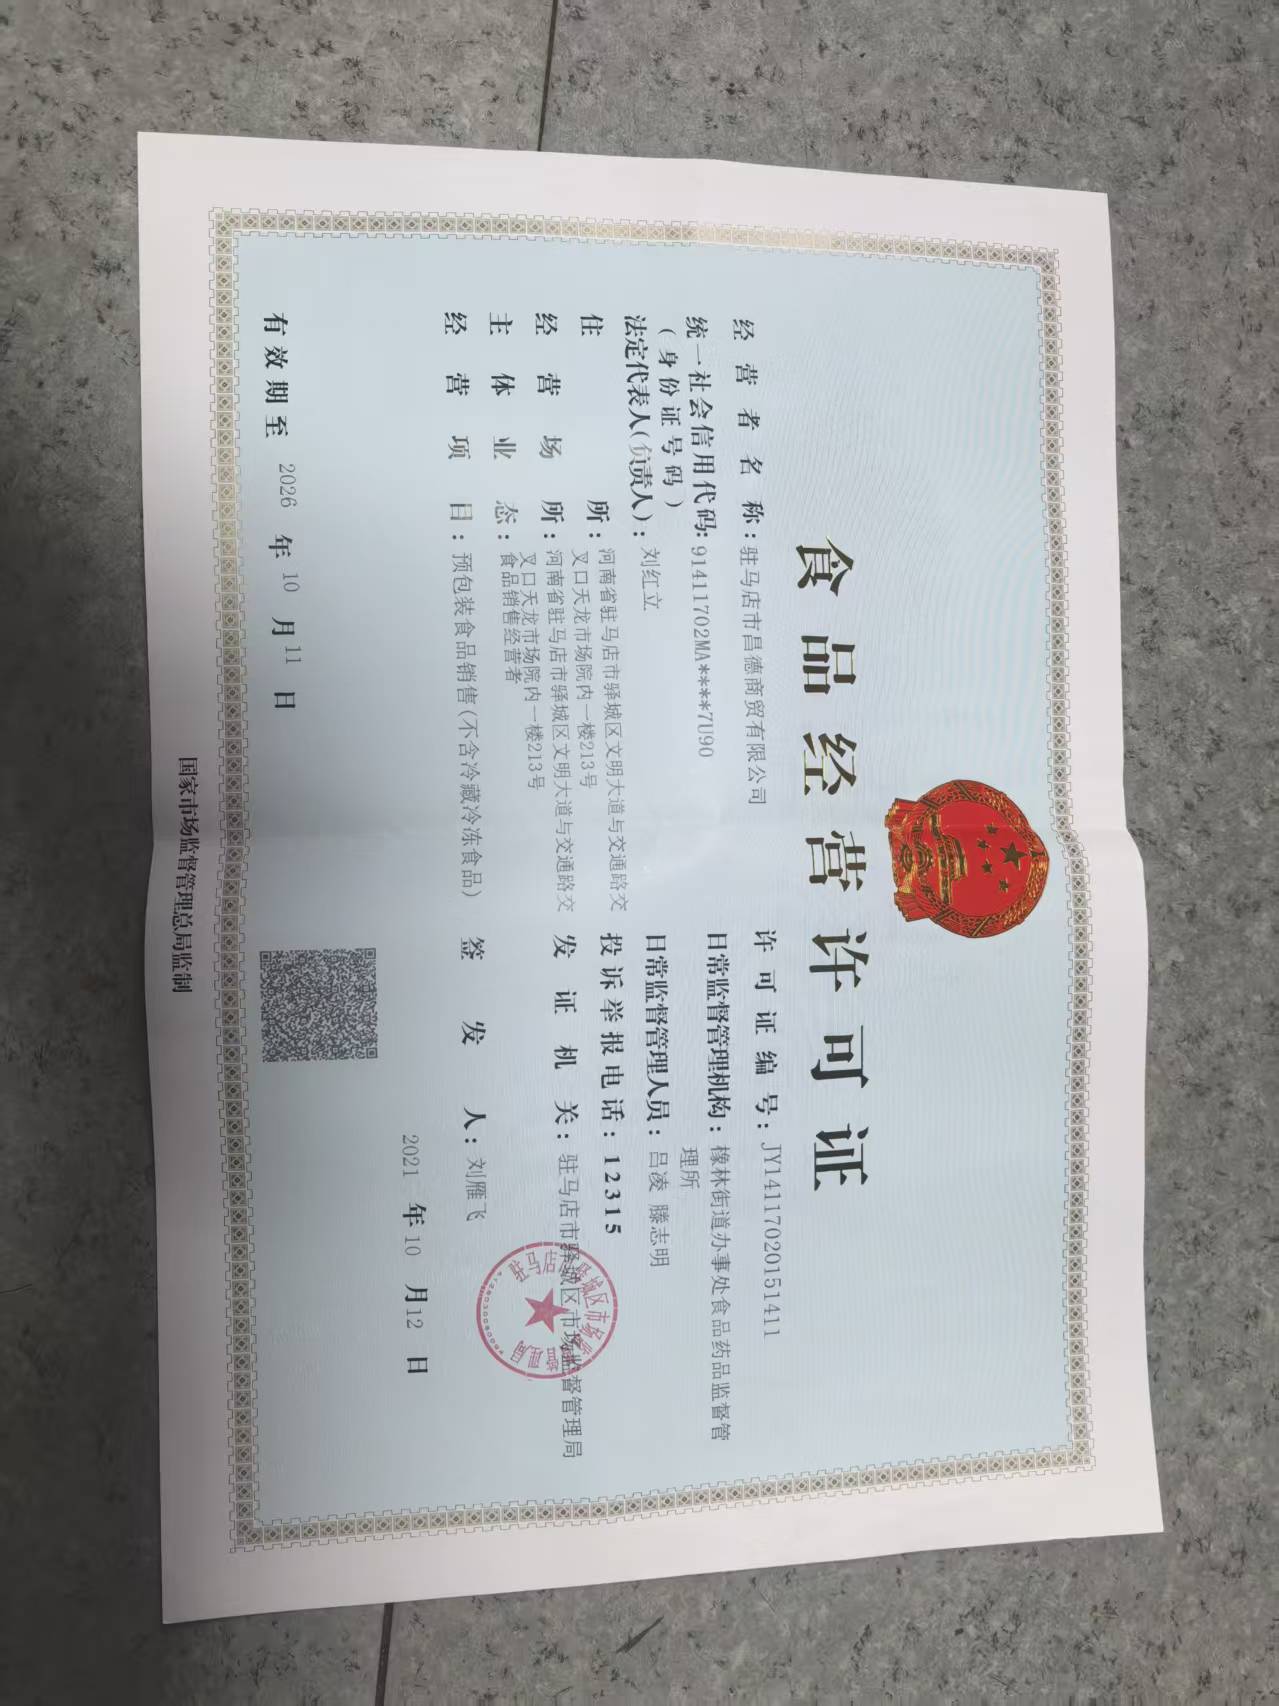 食品经营许可证
经营者名称：驻马店市昌德商贸有限公司
统一社会信用代码：91411702MA****7U90
（身份证号码）
法定代表人（负责人）：刘红立
住所：河南省驻马店市驿城区文明大道与交通路交
叉口天龙市场院内一楼213号
经营场所：河南省驻马店市驿城区文明大道与交通路交
叉口天龙市场院内一楼213号
主体业态：食品销售经营者
经营项目：预包装食品销售(不含冷藏冷冻食品)
有效期至 2026 年 10 月 11 日
许可证编号：JY14117020151411
日常监督管理机构：橡林街道办事处食品药品监督管
理所
日常监督管理人员：吕凌 滕志明
投诉举报电话：12315
发证机关：驻马店市驿城区市场监督管理局
签发人：刘雁飞
2021 年 10 月 12 日
国家市场监督管理总局监制